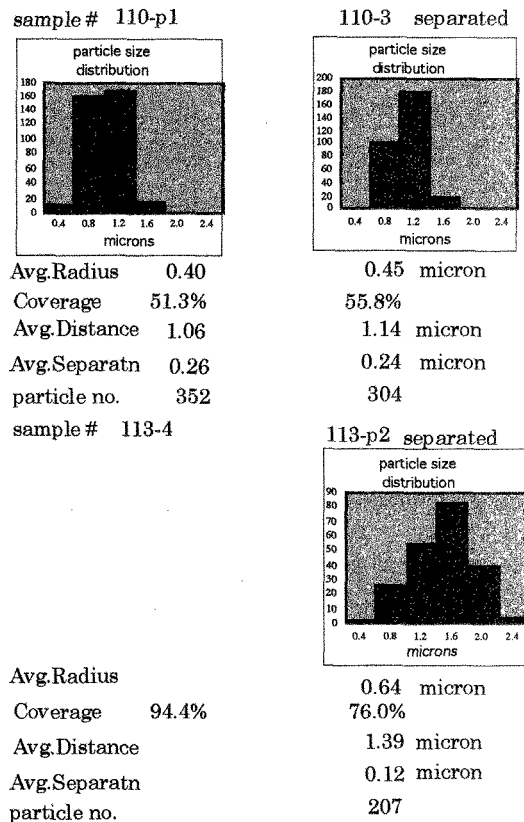 sample # 110-p1 110-3 separated
particle size
distribution
180
160
140
120
100
80
60
40
20
0
0.4 0.8 1.2 1.6 2.0 2.4
microns
particle size
distribution
200
180
160
140
120
100
80
60
40
20
0
0.4 0.8 1.2 1.6 2.0 2.4
microns
Avg.Radius 0.40 0.45 micron
Coverage 51.3% 55.8%
Avg.Distance 1.06 1.14 micron
Avg.Separatn 0.26 0.24 micron
particle no. 352 304
sample # 113-4 113-p2 separated
particle size
distribution
90
80
70
60
50
40
30
20
10
0
0.4 0.8 1.2 1.6 2.0 2.4
microns
Avg.Radius 0.64 micron
Coverage 94.4% 76.0%
Avg.Distance 1.39 micron
Avg.Separatn 0.12 micron
particle no. 207